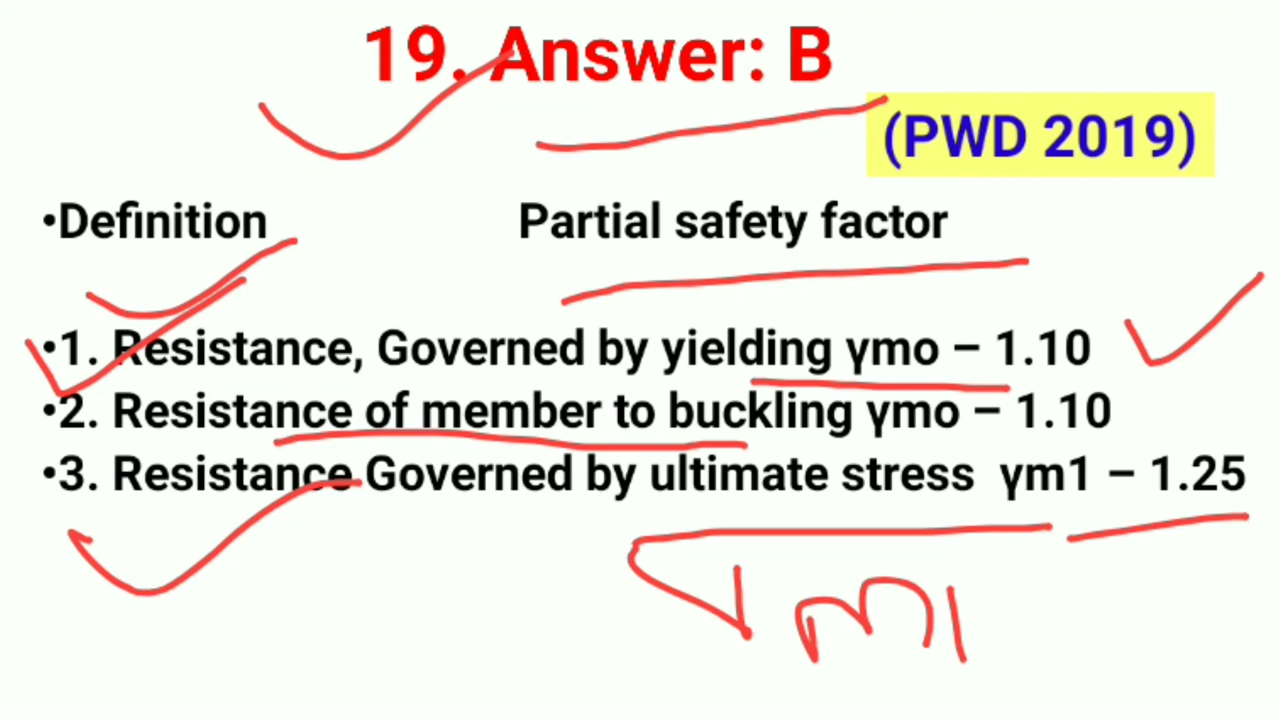 19. Answer: B
(PWD 2019)
•Definition Partial safety factor
•1. Resistance, Governed by yielding γmo – 1.10
•2. Resistance of member to buckling γmo – 1.10
•3. Resistance Governed by ultimate stress γm1 – 1.25
γm1